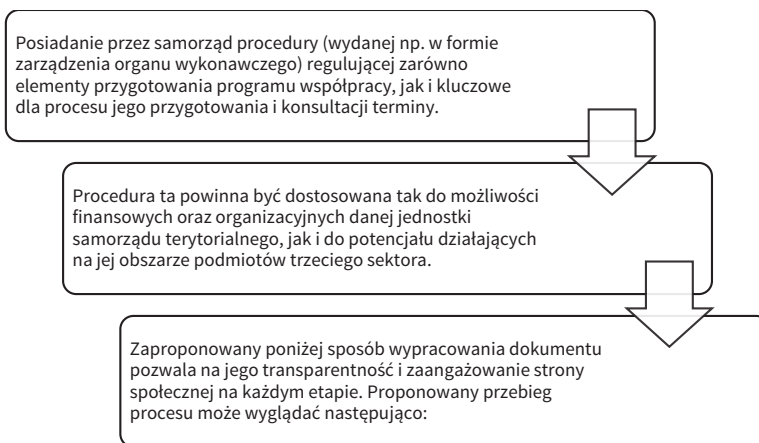 Posiadanie przez samorząd procedury (wydanej np. w formie
zarządzenia organu wykonawczego) regulującej zarówno
elementy przygotowania programu współpracy, jak i kluczowe
dla procesu jego przygotowania i konsultacji terminy.
Procedura ta powinna być dostosowana tak do możliwości
finansowych oraz organizacyjnych danej jednostki
samorządu terytorialnego, jak i do potencjału działających
na jej obszarze podmiotów trzeciego sektora.
Zaproponowany poniżej sposób wypracowania dokumentu
pozwala na jego transparentność i zaangażowanie strony
społecznej na każdym etapie. Proponowany przebieg
procesu może wyglądać następująco: